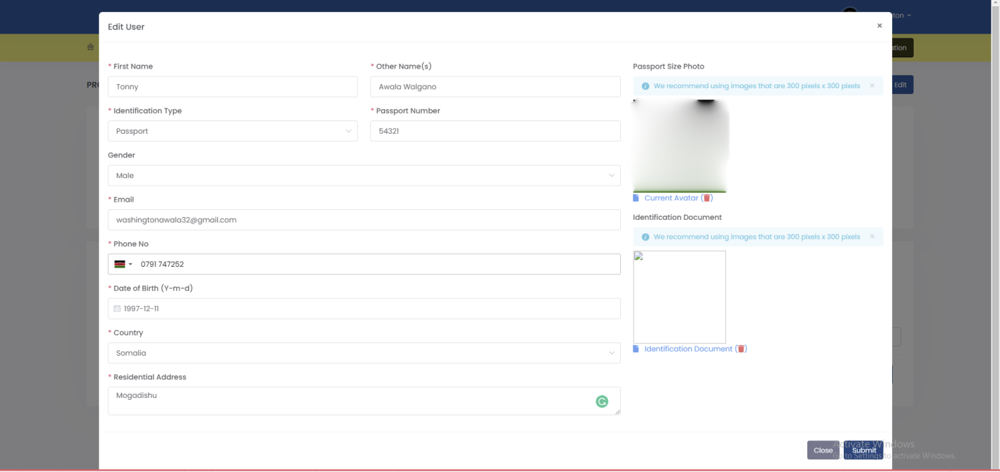 ton
ation
Edit User
×
PRO
Edit
* First Name
Tonny
* Other Name(s)
Awala Walgano
* Identification Type
Passport
* Passport Number
54321
Gender
Male
* Email
washingtonawala32@gmail.com
* Phone No
0791 747252
* Date of Birth (Y-m-d)
1997-12-11
* Country
Somalia
* Residential Address
Mogadishu
Passport Size Photo
We recommend using images that are 300 pixels x 300 pixels ×
Current Avatar ( )
Identification Document
We recommend using images that are 300 pixels x 300 pixels ×
Identification Document ( )
Close
Submit
Activate Windows
Go to Settings to activate Windows.